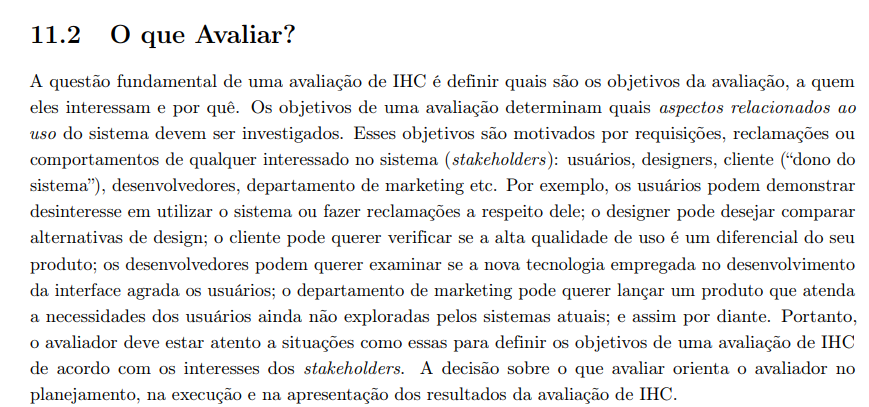 11.2 O que Avaliar?
A questão fundamental de uma avaliação de IHC é definir quais são os objetivos da avaliação, a quem
eles interessam e por quê. Os objetivos de uma avaliação determinam quais aspectos relacionados ao
uso do sistema devem ser investigados. Esses objetivos são motivados por requisições, reclamações ou
comportamentos de qualquer interessado no sistema (stakeholders): usuários, designers, cliente (“dono do
sistema”), desenvolvedores, departamento de marketing etc. Por exemplo, os usuários podem demonstrar
desinteresse em utilizar o sistema ou fazer reclamações a respeito dele; o designer pode desejar comparar
alternativas de design; o cliente pode querer verificar se a alta qualidade de uso é um diferencial do seu
produto; os desenvolvedores podem querer examinar se a nova tecnologia empregada no desenvolvimento
da interface agrada os usuários; o departamento de marketing pode querer lançar um produto que atenda
a necessidades dos usuários ainda não exploradas pelos sistemas atuais; e assim por diante. Portanto,
o avaliador deve estar atento a situações como essas para definir os objetivos de uma avaliação de IHC
de acordo com os interesses dos stakeholders. A decisão sobre o que avaliar orienta o avaliador no
planejamento, na execução e na apresentação dos resultados da avaliação de IHC.